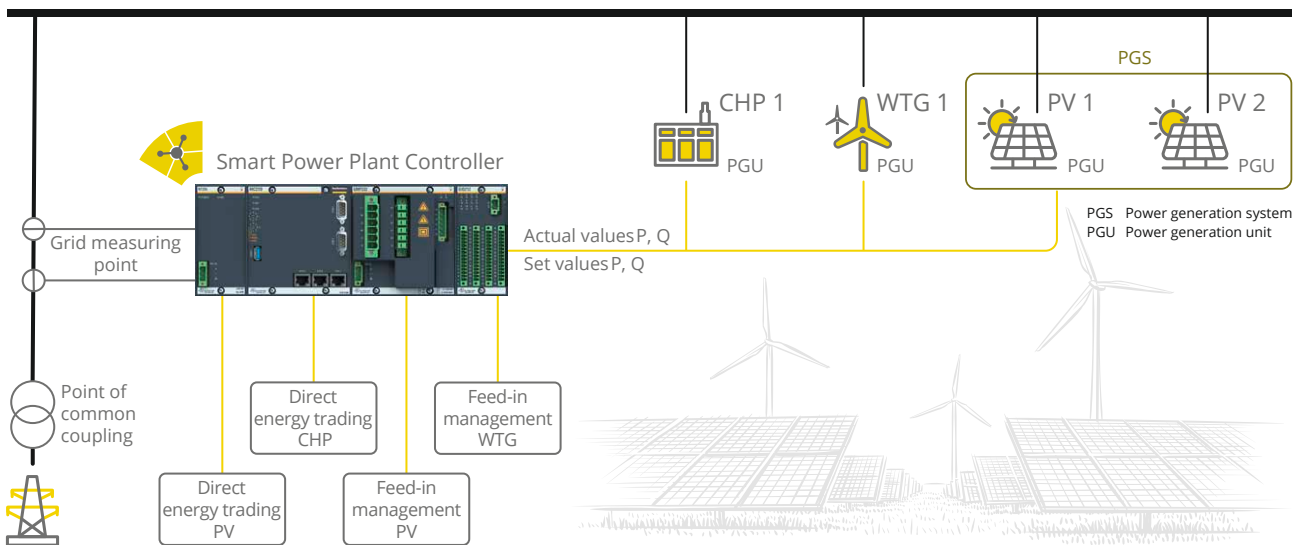 PGS
CHP 1
PGU
WTG 1
PGU
PV 1
PGU
PV 2
PGU
PGS Power generation system
PGU Power generation unit
Smart Power Plant Controller
Grid measuring
point
Actual values P, Q
Set values P, Q
Point of
common
coupling
Direct
energy trading
CHP
Feed-in
management
WTG
Direct
energy trading
PV
Feed-in
management
PV